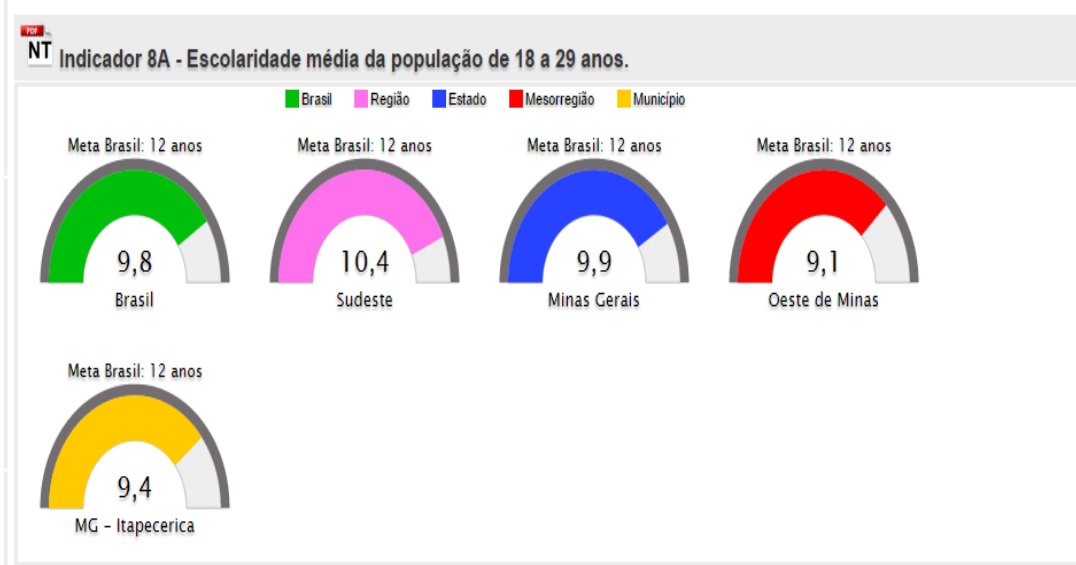 PDF
NT Indicador 8A - Escolaridade média da população de 18 a 29 anos.
Brasil Região Estado Mesorregião Município
Meta Brasil: 12 anos Meta Brasil: 12 anos Meta Brasil: 12 anos Meta Brasil: 12 anos
9,8 10,4 9,9 9,1
Brasil Sudeste Minas Gerais Oeste de Minas
Meta Brasil: 12 anos
9,4
MG - Itapecerica